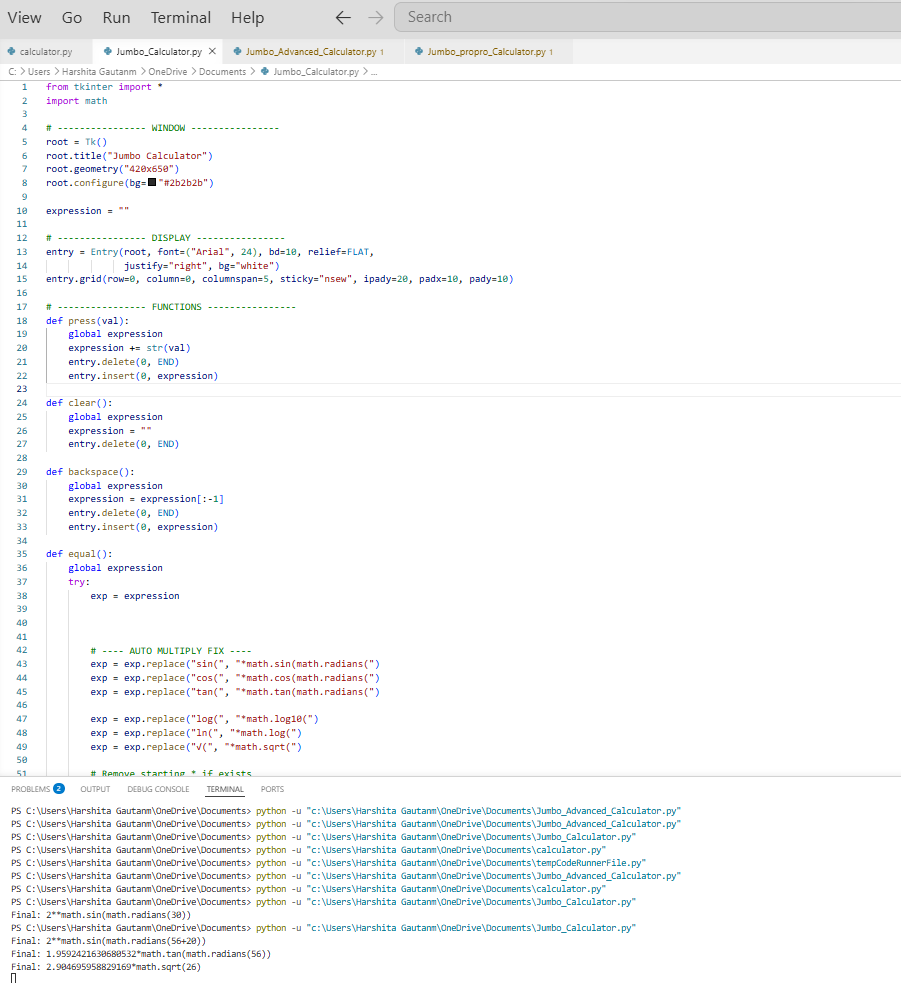 View Go Run Terminal Help ← → Search
calculator.py Jumbo_Calculator.py × Jumbo_Advanced_Calculator.py 1 Jumbo_propro_Calculator.py 1
C: > Users > Harshita Gautanm > OneDrive > Documents > Jumbo_Calculator.py > ...
1 from tkinter import *
2 import math
3
4 # ---------------- WINDOW ----------------
5 root = Tk()
6 root.title("Jumbo Calculator")
7 root.geometry("420x650")
8 root.configure(bg="#2b2b2b")
9
10 expression = ""
11
12 # ---------------- DISPLAY ----------------
13 entry = Entry(root, font=("Arial", 24), bd=10, relief=FLAT,
14 justify="right", bg="white")
15 entry.grid(row=0, column=0, columnspan=5, sticky="nsew", ipady=20, padx=10, pady=10)
16
17 # ---------------- FUNCTIONS ----------------
18 def press(val):
19 global expression
20 expression += str(val)
21 entry.delete(0, END)
22 entry.insert(0, expression)
23
24 def clear():
25 global expression
26 expression = ""
27 entry.delete(0, END)
28
29 def backspace():
30 global expression
31 expression = expression[:-1]
32 entry.delete(0, END)
33 entry.insert(0, expression)
34
35 def equal():
36 global expression
37 try:
38 exp = expression
39
40
41
42 # ---- AUTO MULTIPLY FIX ----
43 exp = exp.replace("sin(", "*math.sin(math.radians(")
44 exp = exp.replace("cos(", "*math.cos(math.radians(")
45 exp = exp.replace("tan(", "*math.tan(math.radians(")
46
47 exp = exp.replace("log(", "*math.log10(")
48 exp = exp.replace("ln(", "*math.log(")
49 exp = exp.replace("√(", "*math.sqrt(")
50
51 # Remove starting * if exists
PROBLEMS 2 OUTPUT DEBUG CONSOLE TERMINAL PORTS
PS C:\Users\Harshita Gautanm\OneDrive\Documents> python -u "c:\Users\Harshita Gautanm\OneDrive\Documents\Jumbo_Advanced_Calculator.py"
PS C:\Users\Harshita Gautanm\OneDrive\Documents> python -u "c:\Users\Harshita Gautanm\OneDrive\Documents\Jumbo_Advanced_Calculator.py"
PS C:\Users\Harshita Gautanm\OneDrive\Documents> python -u "c:\Users\Harshita Gautanm\OneDrive\Documents\Jumbo_Calculator.py"
PS C:\Users\Harshita Gautanm\OneDrive\Documents> python -u "c:\Users\Harshita Gautanm\OneDrive\Documents\calculator.py"
PS C:\Users\Harshita Gautanm\OneDrive\Documents> python -u "c:\Users\Harshita Gautanm\OneDrive\Documents\tempCodeRunnerFile.py"
PS C:\Users\Harshita Gautanm\OneDrive\Documents> python -u "c:\Users\Harshita Gautanm\OneDrive\Documents\Jumbo_Advanced_Calculator.py"
PS C:\Users\Harshita Gautanm\OneDrive\Documents> python -u "c:\Users\Harshita Gautanm\OneDrive\Documents\calculator.py"
PS C:\Users\Harshita Gautanm\OneDrive\Documents> python -u "c:\Users\Harshita Gautanm\OneDrive\Documents\Jumbo_Calculator.py"
Final: 2**math.sin(math.radians(30))
PS C:\Users\Harshita Gautanm\OneDrive\Documents> python -u "c:\Users\Harshita Gautanm\OneDrive\Documents\Jumbo_Calculator.py"
Final: 2**math.sin(math.radians(56+20))
Final: 1.9592421630680532*math.tan(math.radians(56))
Final: 2.904695958829169*math.sqrt(26)